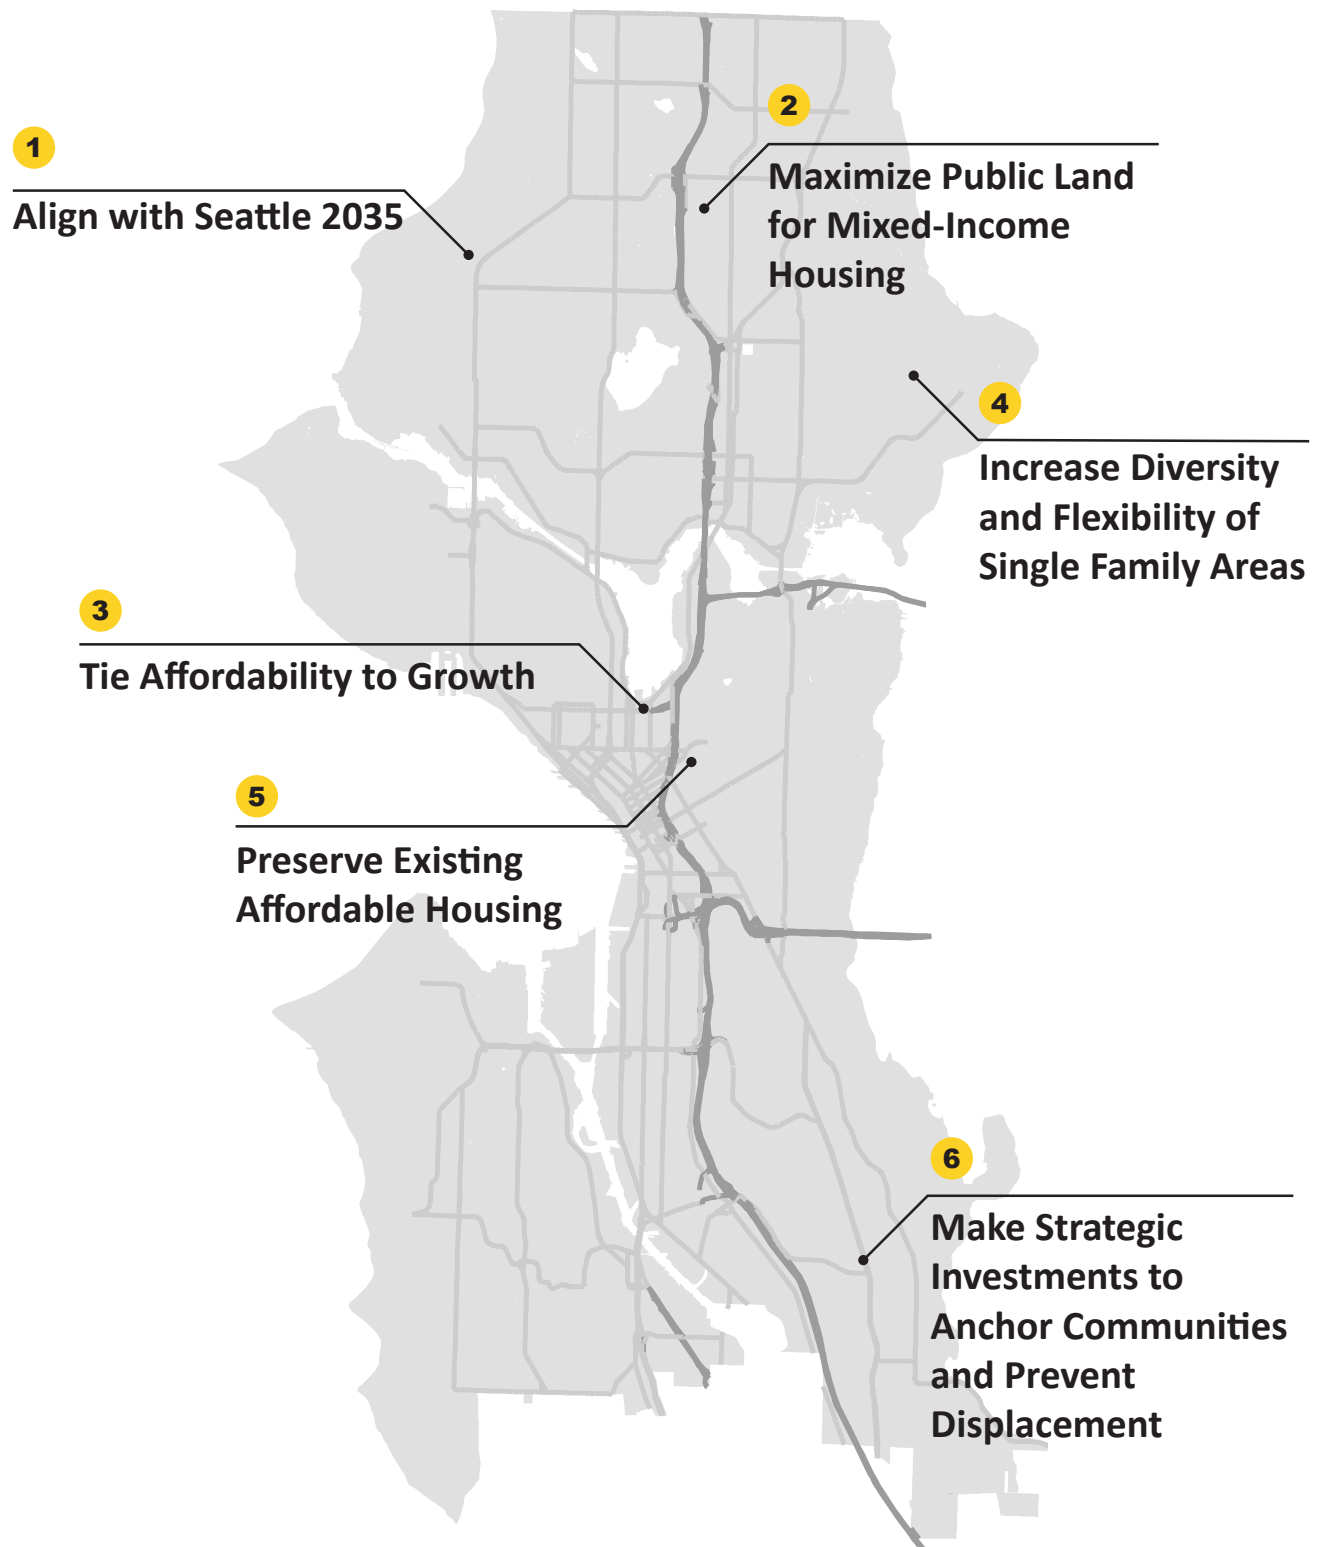 1
Align with Seattle 2035
2
Maximize Public Land
for Mixed-Income
Housing
3
Tie Affordability to Growth
4
Increase Diversity
and Flexibility of
Single Family Areas
5
Preserve Existing
Affordable Housing
6
Make Strategic
Investments to
Anchor Communities
and Prevent
Displacement